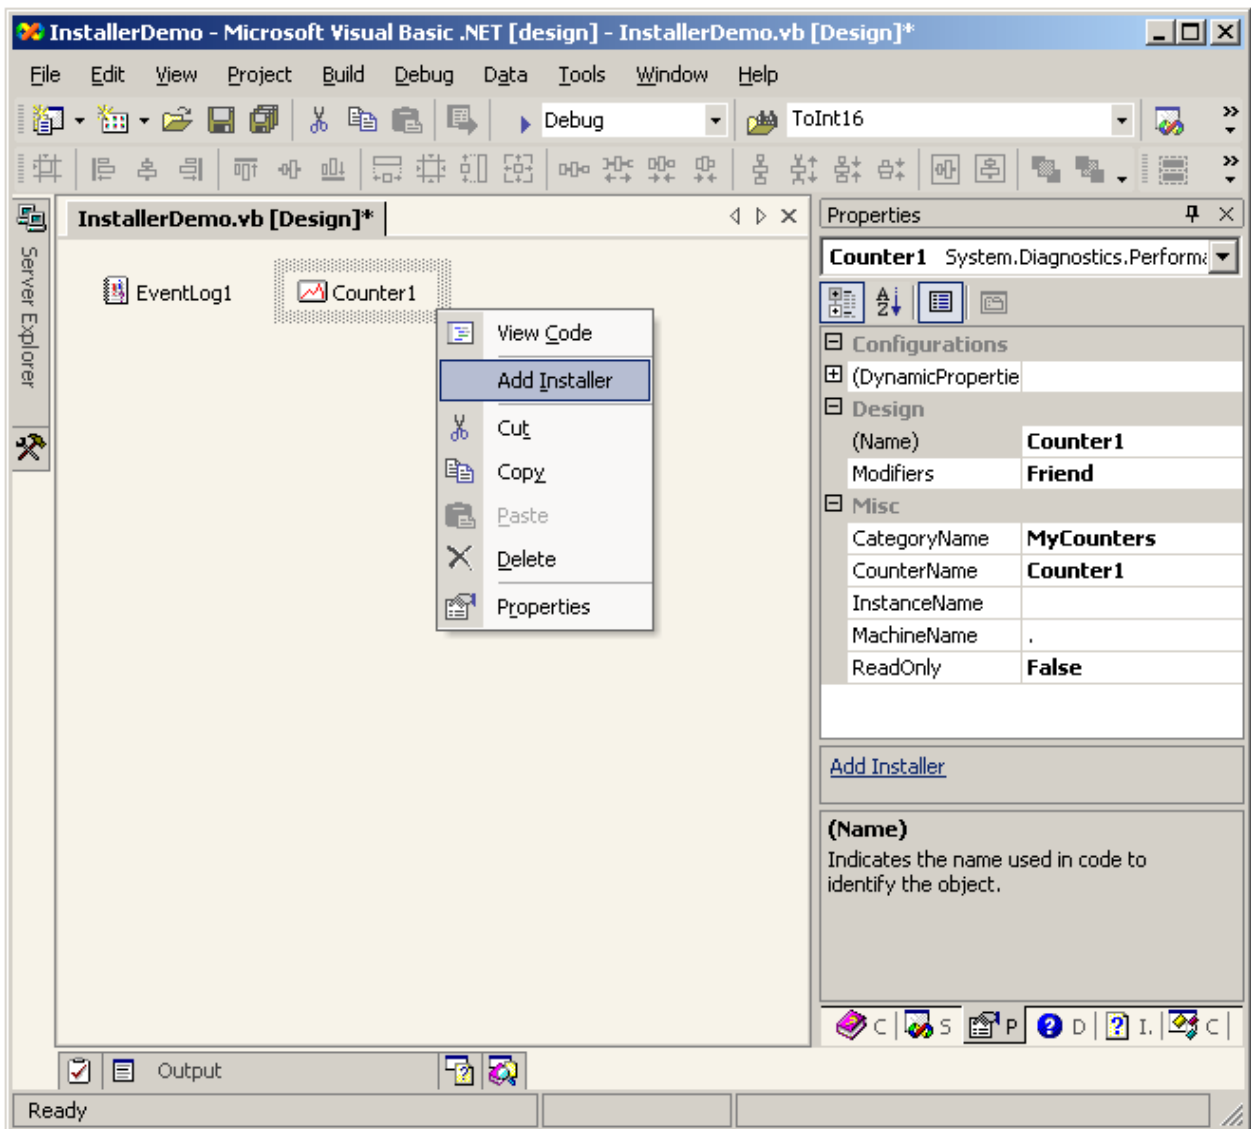 InstallerDemo - Microsoft Visual Basic .NET [design] - InstallerDemo.vb [Design]*
File Edit View Project Build Debug Data Tools Window Help
Debug ToInt16
InstallerDemo.vb [Design]*
Server Explorer
EventLog1 Counter1
View Code
Add Installer
Cut
Copy
Paste
Delete
Properties
Properties
Counter1 System.Diagnostics.Performa
Configurations
(DynamicPropertie
Design
(Name) Counter1
Modifiers Friend
Misc
CategoryName MyCounters
CounterName Counter1
InstanceName
MachineName .
ReadOnly False
Add Installer
(Name)
Indicates the name used in code to
identify the object.
C S P D I. C
Output
Ready